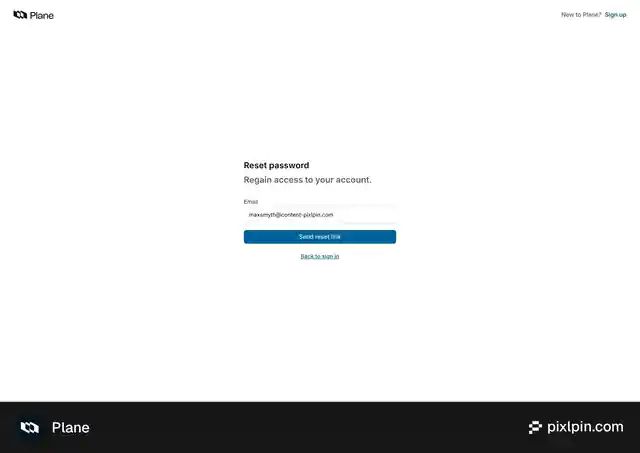 Plane
New to Plane? Sign up
Reset password
Regain access to your account.
Email
maxsmyth@content-pixlpin.com
Send reset link
Back to sign in
Plane
pixlpin.com